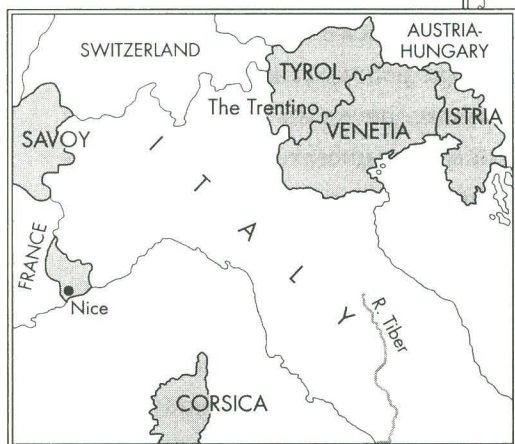 SWITZERLAND
AUSTRIA-
HUNGARY
TYROL
The Trentino
SAVOY
VENETIA
ISTRIA
ITALY
FRANCE
Nice
R. Tiber
CORSICA